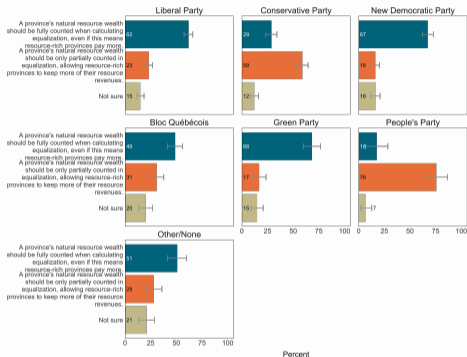 Liberal Party
Conservative Party
New Democratic Party
A province's natural resource wealth
should be fully counted when calculating
equalization, even if this means
resource-rich provinces pay more.
A province's natural resource wealth
should be only partially counted in
equalization, allowing resource-rich
provinces to keep more of their resource
revenues.
Not sure
62
23
15
29
59
12
67
16
16
Bloc Québécois
Green Party
People's Party
A province's natural resource wealth
should be fully counted when calculating
equalization, even if this means
resource-rich provinces pay more.
A province's natural resource wealth
should be only partially counted in
equalization, allowing resource-rich
provinces to keep more of their resource
revenues.
Not sure
49
31
20
68
17
15
18
76
7
0 25 50 75 100
0 25 50 75 100
Other/None
A province's natural resource wealth
should be fully counted when calculating
equalization, even if this means
resource-rich provinces pay more.
A province's natural resource wealth
should be only partially counted in
equalization, allowing resource-rich
provinces to keep more of their resource
revenues.
Not sure
51
28
21
0 25 50 75 100
Percent